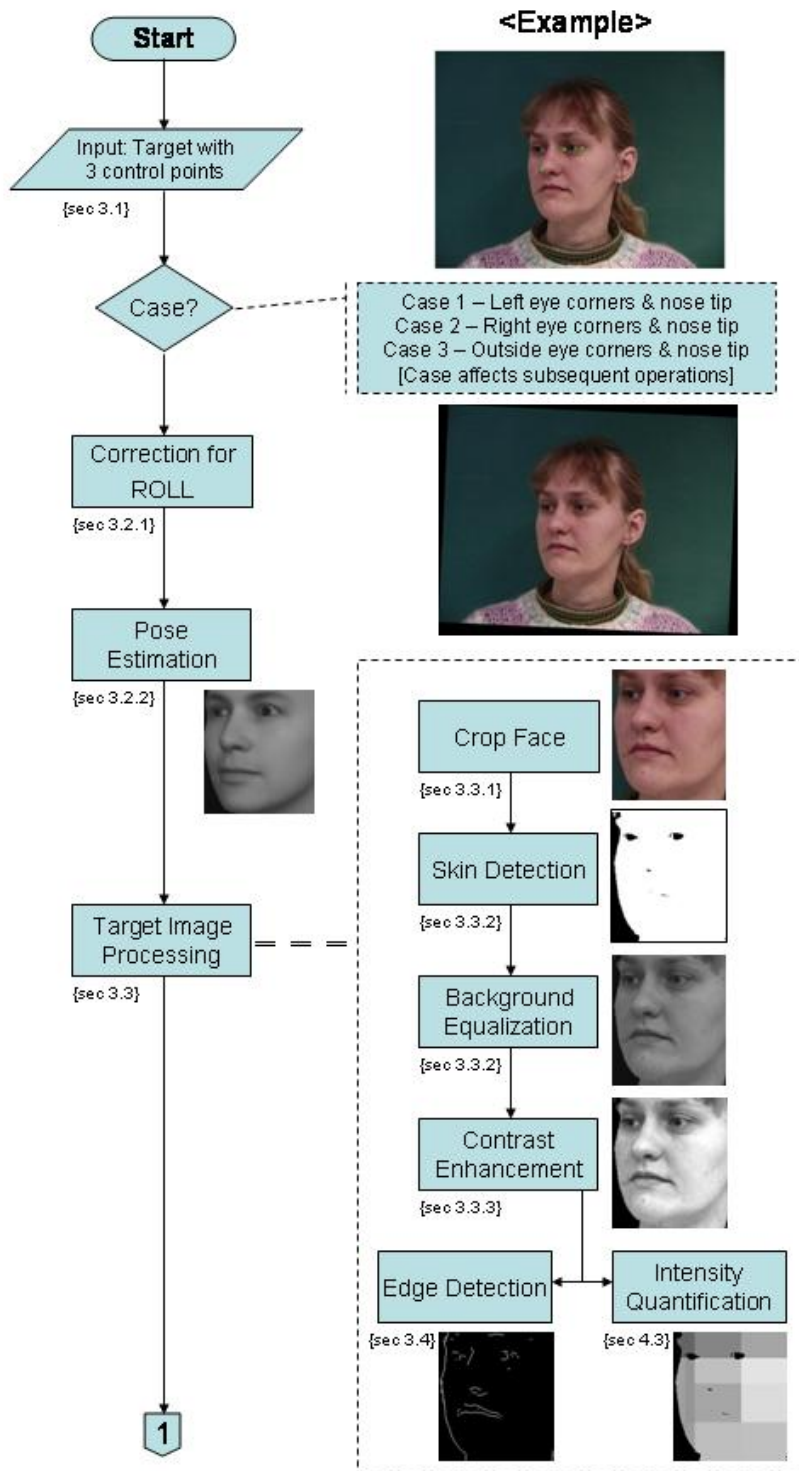 <Example>
Start
Input: Target with
3 control points
{sec 3.1}
Case?
Case 1 – Left eye corners & nose tip
Case 2 – Right eye corners & nose tip
Case 3 – Outside eye corners & nose tip
[Case affects subsequent operations]
Correction for
ROLL
{sec 3.2.1}
Pose
Estimation
{sec 3.2.2}
Target Image
Processing
{sec 3.3}
Crop Face
{sec 3.3.1}
Skin Detection
{sec 3.3.2}
Background
Equalization
{sec 3.3.2}
Contrast
Enhancement
{sec 3.3.3}
Edge Detection
{sec 3.4}
Intensity
Quantification
{sec 4.3}
1